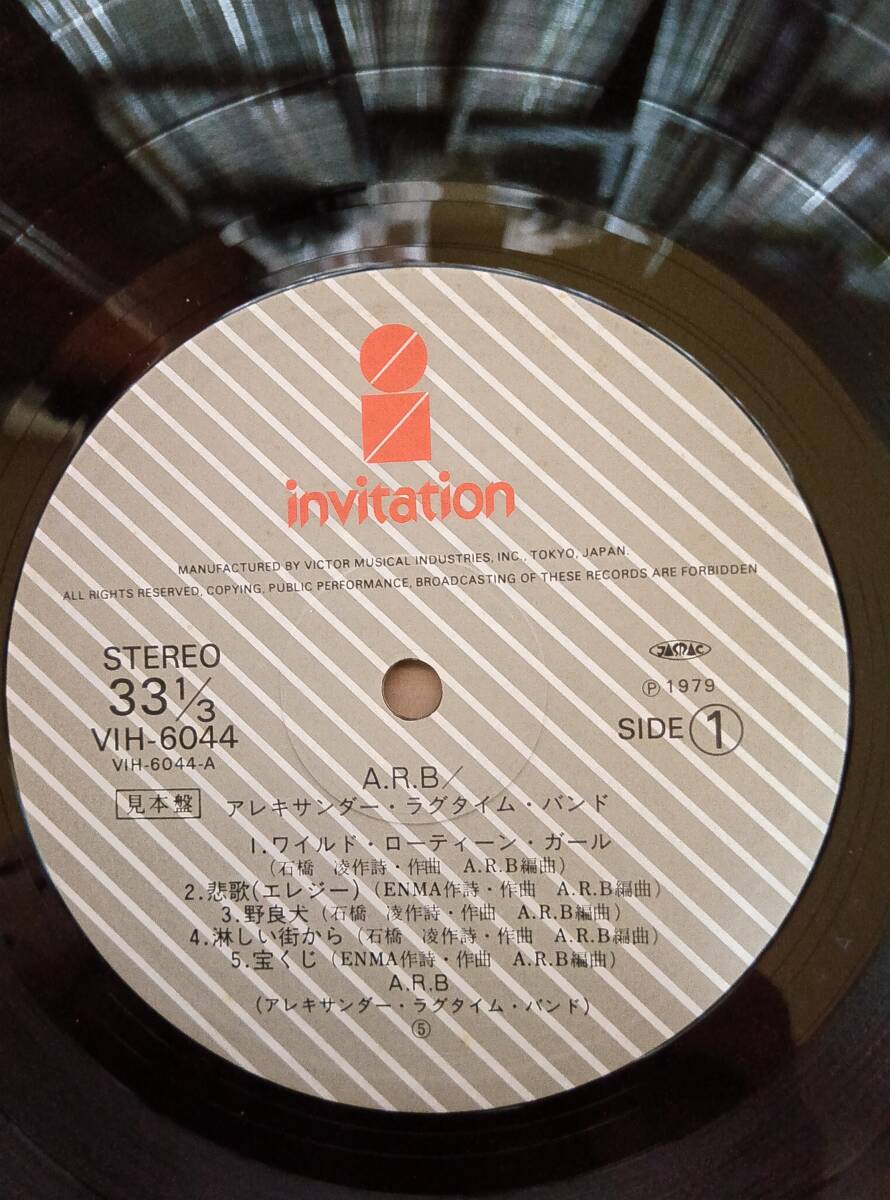 invitation
MANUFACTURED BY VICTOR MUSICAL INDUSTRIES, INC., TOKYO, JAPAN.
ALL RIGHTS RESERVED, COPYING, PUBLIC PERFORMANCE, BROADCASTING OF THESE RECORDS ARE FORBIDDEN
STEREO
33 1/3
VIH-6044
VIH-6044-A
見本盤
JASRAC
Ⓟ1979
SIDE ①
A.R.B/
アレキサンダー・ラグタイム・バンド
1.ワイルド・ローティーン・ガール
(石橋 凌作詩・作曲 A.R.B編曲)
2.悲歌(エレジー)(ENMA作詩・作曲 A.R.B編曲)
3.野良犬(石橋 凌作詩・作曲 A.R.B編曲)
4.淋しい街から(石橋 凌作詩・作曲 A.R.B編曲)
5.宝くじ(ENMA作詩・作曲 A.R.B編曲)
A.R.B
(アレキサンダー・ラグタイム・バンド)
⑤